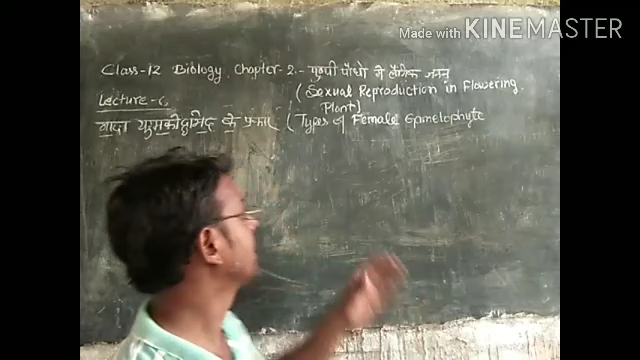 Made with KINEMASTER
Class-12 Biology, Chapter-2.- पुष्पी पौधो मे लैंगिक जनन
Lecture-6
(Sexual Reproduction in Flowering
Plant)
मादा युग्मकोद्भिद के प्रकार (Types of Female Gametophyte